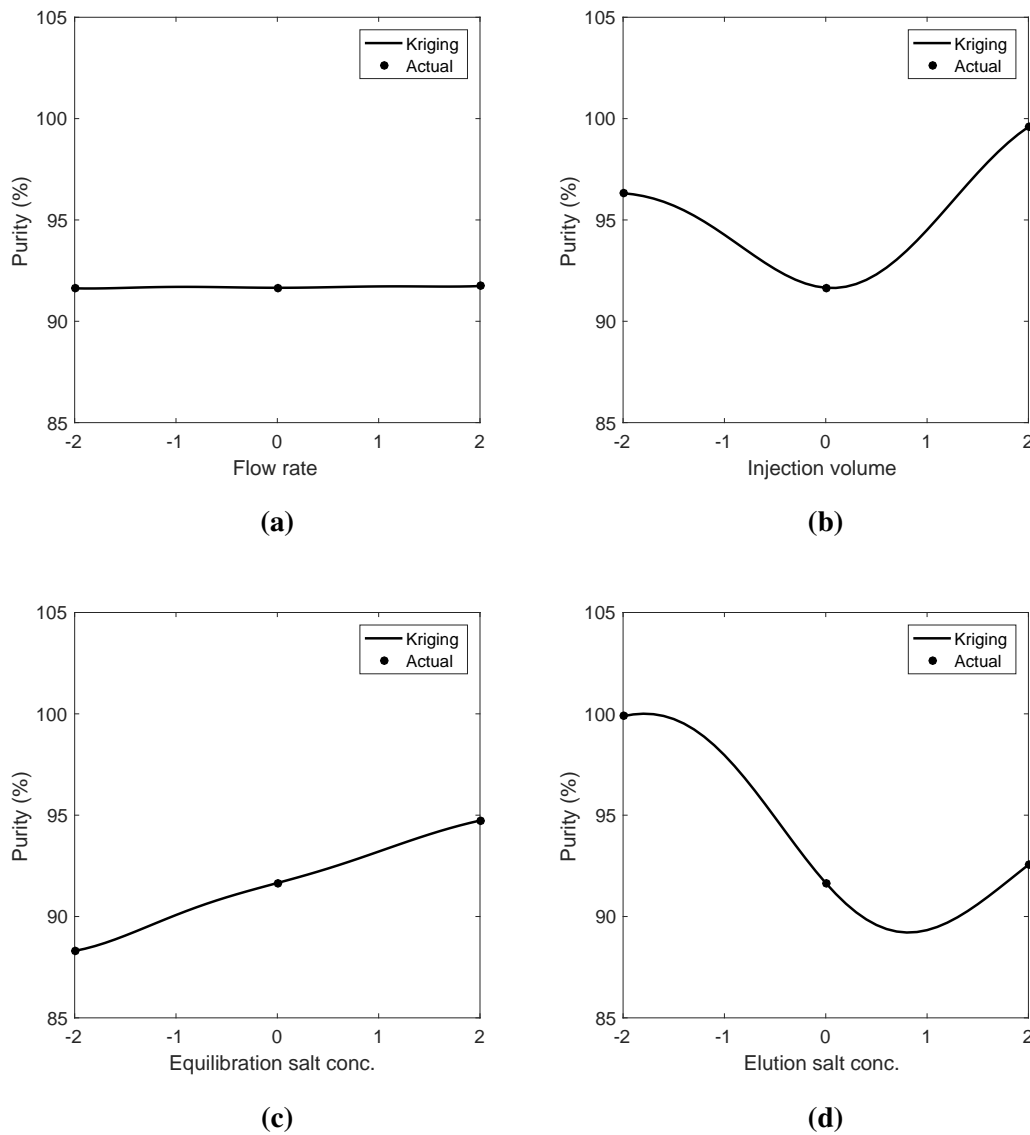 105
100
95
90
85
Purity (%)
-2 -1 0 1 2
Flow rate
Kriging
Actual
(a)
105
100
95
90
85
Purity (%)
-2 -1 0 1 2
Injection volume
Kriging
Actual
(b)
105
100
95
90
85
Purity (%)
-2 -1 0 1 2
Equilibration salt conc.
Kriging
Actual
(c)
105
100
95
90
85
Purity (%)
-2 -1 0 1 2
Elution salt conc.
Kriging
Actual
(d)